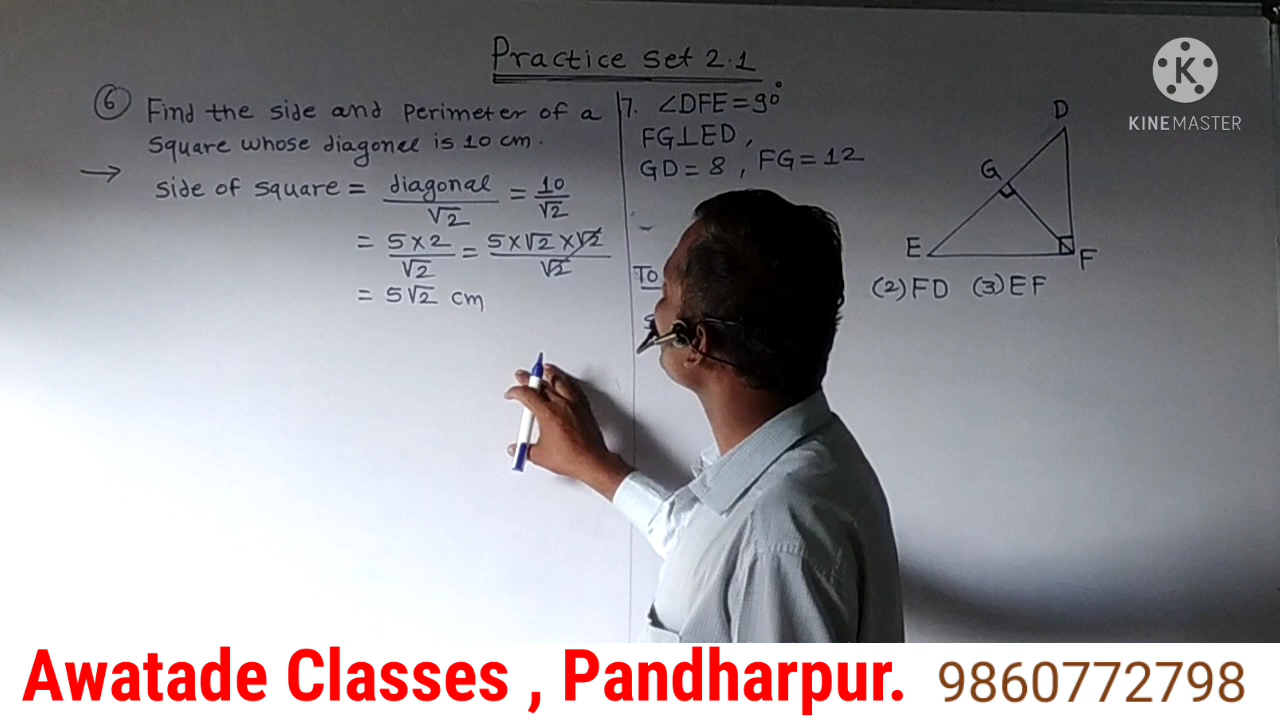 Practice Set 2.1
⑥ Find the side and Perimeter of a
Square whose diagonal is 10 cm.
→ Side of Square = diagonal/√2 = 10/√2
= 5×2/√2 = 5×√2×√2/√2
= 5√2 cm
7. ∠DFE = 90°
FG⊥ED,
GD = 8, FG = 12
To
(2) FD (3) EF
D
G
E
F
K
KINEMASTER
Awatade Classes , Pandharpur. 9860772798